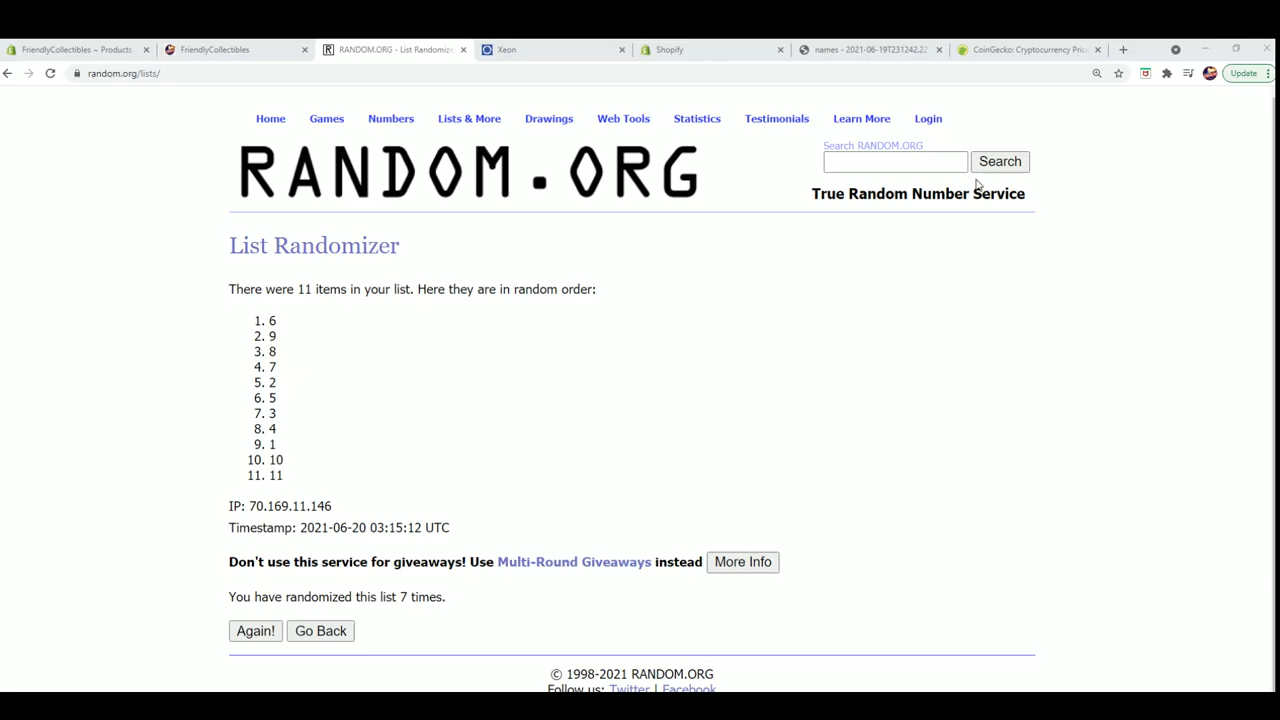 FriendlyCollectibles ~ Products
FriendlyCollectibles
RANDOM.ORG - List Randomize
Xeon
Shopify
names - 2021-06-19T231242.22
CoinGecko: Cryptocurrency Pric
random.org/lists/
Update
Home Games Numbers Lists & More Drawings Web Tools Statistics Testimonials Learn More Login
RANDOM.ORG
Search RANDOM.ORG
Search
True Random Number Service
List Randomizer
There were 11 items in your list. Here they are in random order:
1. 6
2. 9
3. 8
4. 7
5. 2
6. 5
7. 3
8. 4
9. 1
10. 10
11. 11
IP: 70.169.11.146
Timestamp: 2021-06-20 03:15:12 UTC
Don't use this service for giveaways! Use Multi-Round Giveaways instead More Info
You have randomized this list 7 times.
Again! Go Back
© 1998-2021 RANDOM.ORG
Follow us: Twitter | Facebook